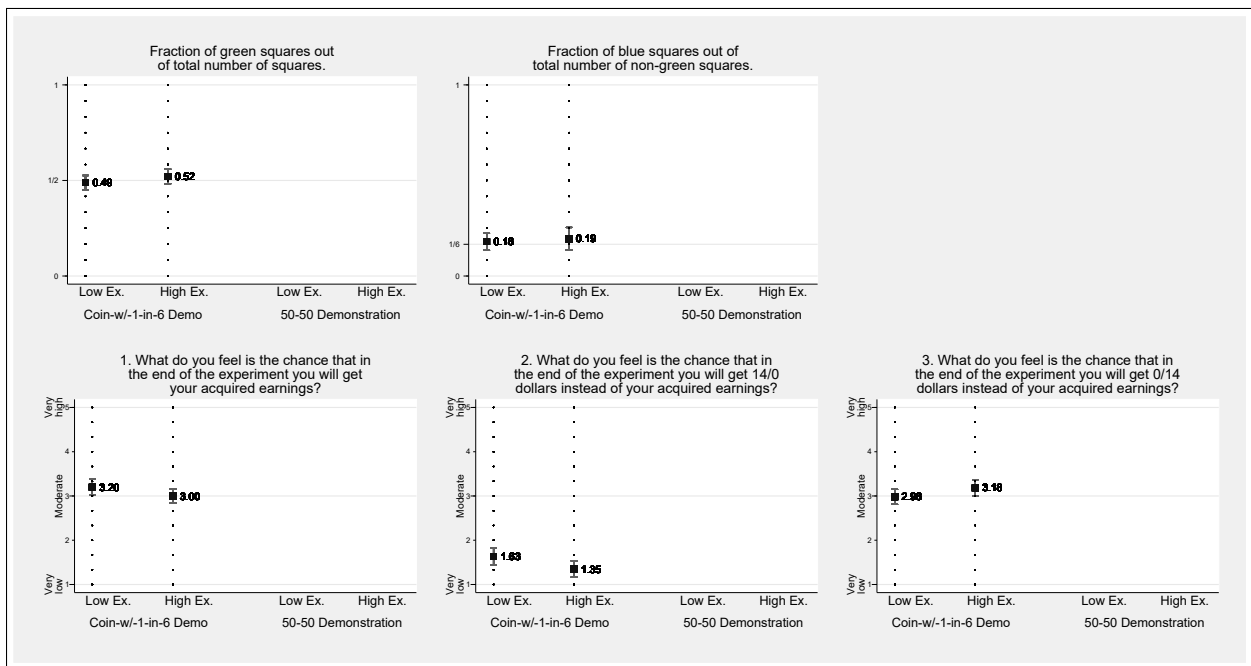 Fraction of green squares out
of total number of squares.
1
1/2
0
0.49
0.52
Low Ex.
High Ex.
Low Ex.
High Ex.
Coin-w/-1-in-6 Demo
50-50 Demonstration
Fraction of blue squares out of
total number of non-green squares.
1
1/6
0
0.18
0.19
Low Ex.
High Ex.
Low Ex.
High Ex.
Coin-w/-1-in-6 Demo
50-50 Demonstration
1. What do you feel is the chance that in
the end of the experiment you will get
your acquired earnings?
Very
high
4
Moderate
3
2
Very
low
1
3.20
3.00
Low Ex.
High Ex.
Low Ex.
High Ex.
Coin-w/-1-in-6 Demo
50-50 Demonstration
2. What do you feel is the chance that in
the end of the experiment you will get 14/0
dollars instead of your acquired earnings?
Very
high
4
Moderate
3
2
Very
low
1
1.63
1.35
Low Ex.
High Ex.
Low Ex.
High Ex.
Coin-w/-1-in-6 Demo
50-50 Demonstration
3. What do you feel is the chance that in
the end of the experiment you will get 0/14
dollars instead of your acquired earnings?
Very
high
4
Moderate
3
2
Very
low
1
2.98
3.18
Low Ex.
High Ex.
Low Ex.
High Ex.
Coin-w/-1-in-6 Demo
50-50 Demonstration